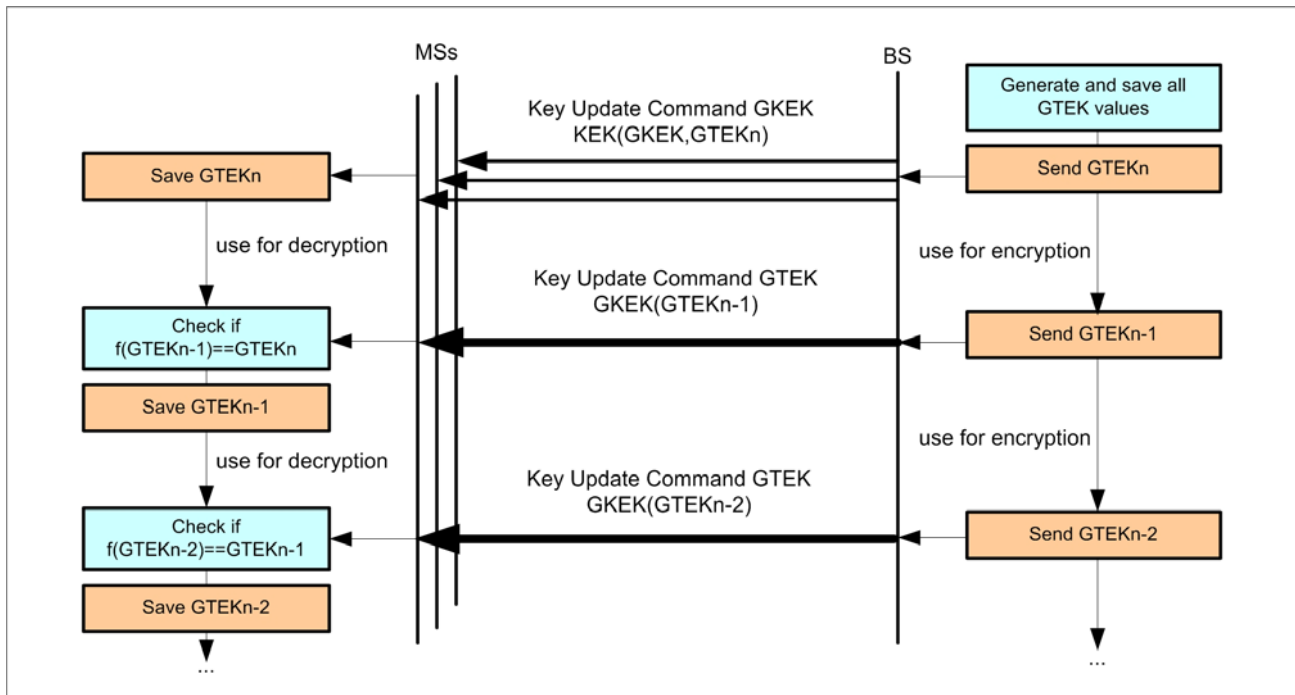 MSs
BS
Generate and save all
GTEK values
Key Update Command GKEK
KEK(GKEK,GTEKn)
Save GTEKn
Send GTEKn
use for decryption
use for encryption
Key Update Command GTEK
GKEK(GTEKn-1)
Check if
f(GTEKn-1)==GTEKn
Send GTEKn-1
Save GTEKn-1
use for decryption
use for encryption
Key Update Command GTEK
GKEK(GTEKn-2)
Check if
f(GTEKn-2)==GTEKn-1
Send GTEKn-2
Save GTEKn-2
...
...